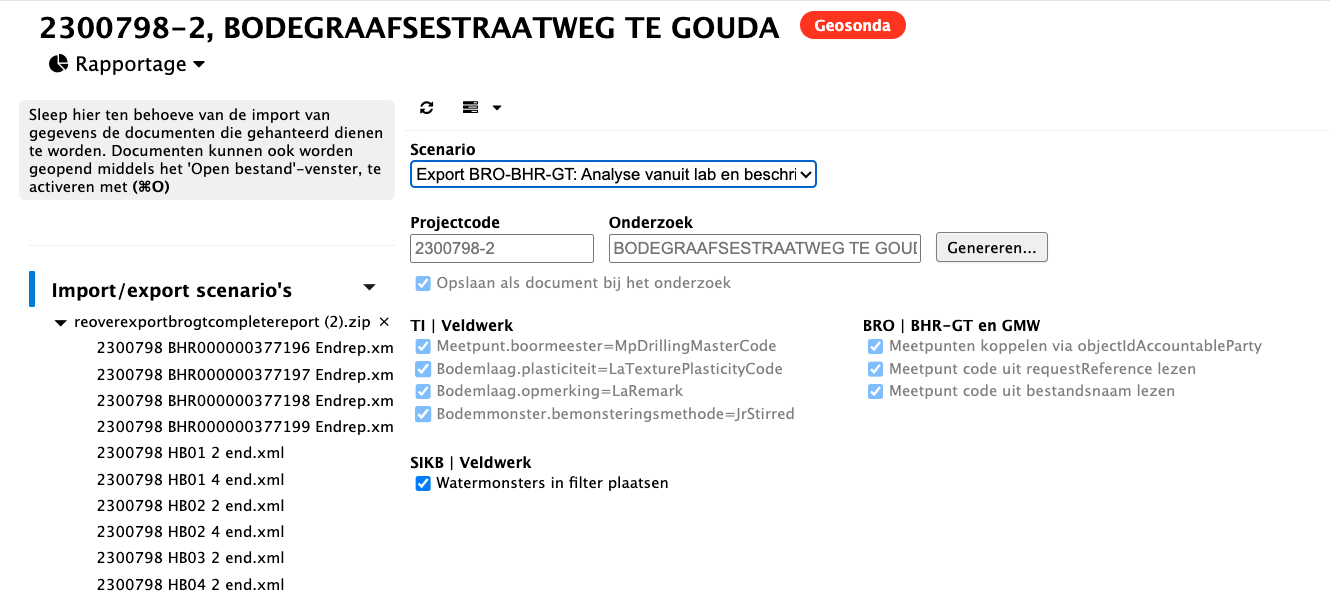 2300798-2, BODEGRAAFSESTRAATWEG TE GOUDA
Geosonda
Rapportage
Sleep hier ten behoeve van de import van
gegevens de documenten die gehanteerd dienen
te worden. Documenten kunnen ook worden
geopend middels het 'Open bestand'-venster, te
activeren met (⌘O)
Import/export scenario's
reoverexportbrogtcompletereport (2).zip ×
2300798 BHR000000377196 Endrep.xm
2300798 BHR000000377197 Endrep.xm
2300798 BHR000000377198 Endrep.xm
2300798 BHR000000377199 Endrep.xm
2300798 HB01 2 end.xml
2300798 HB01 4 end.xml
2300798 HB02 2 end.xml
2300798 HB02 4 end.xml
2300798 HB03 2 end.xml
2300798 HB04 2 end.xml
Scenario
Export BRO-BHR-GT: Analyse vanuit lab en beschri
Projectcode
2300798-2
Onderzoek
BODEGRAAFSESTRAATWEG TE GOUD
Genereren...
Opslaan als document bij het onderzoek
TI | Veldwerk
Meetpunt.boormeester=MpDrillingMasterCode
Bodemlaag.plasticiteit=LaTexturePlasticityCode
Bodemlaag.opmerking=LaRemark
Bodemmonster.bemonsteringsmethode=JrStirred
BRO | BHR-GT en GMW
Meetpunten koppelen via objectIdAccountableParty
Meetpunt code uit requestReference lezen
Meetpunt code uit bestandsnaam lezen
SIKB | Veldwerk
Watermonsters in filter plaatsen